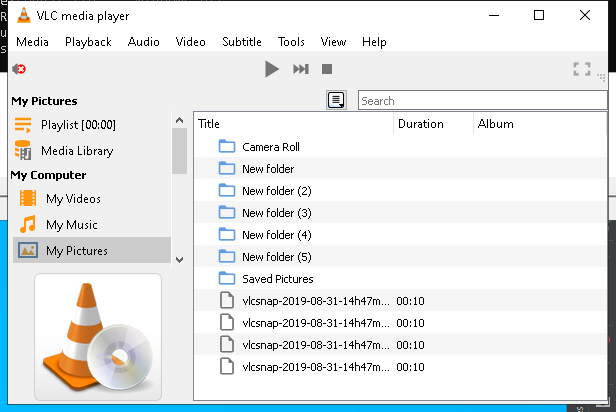 VLC media player
Media Playback Audio Video Subtitle Tools View Help
My Pictures
Search
Playlist [00:00]
Media Library
My Computer
My Videos
My Music
My Pictures
Title Duration Album
Camera Roll
New folder
New folder (2)
New folder (3)
New folder (4)
New folder (5)
Saved Pictures
vlcsnap-2019-08-31-14h47m... 00:10
vlcsnap-2019-08-31-14h47m... 00:10
vlcsnap-2019-08-31-14h47m... 00:10
vlcsnap-2019-08-31-14h47m... 00:10